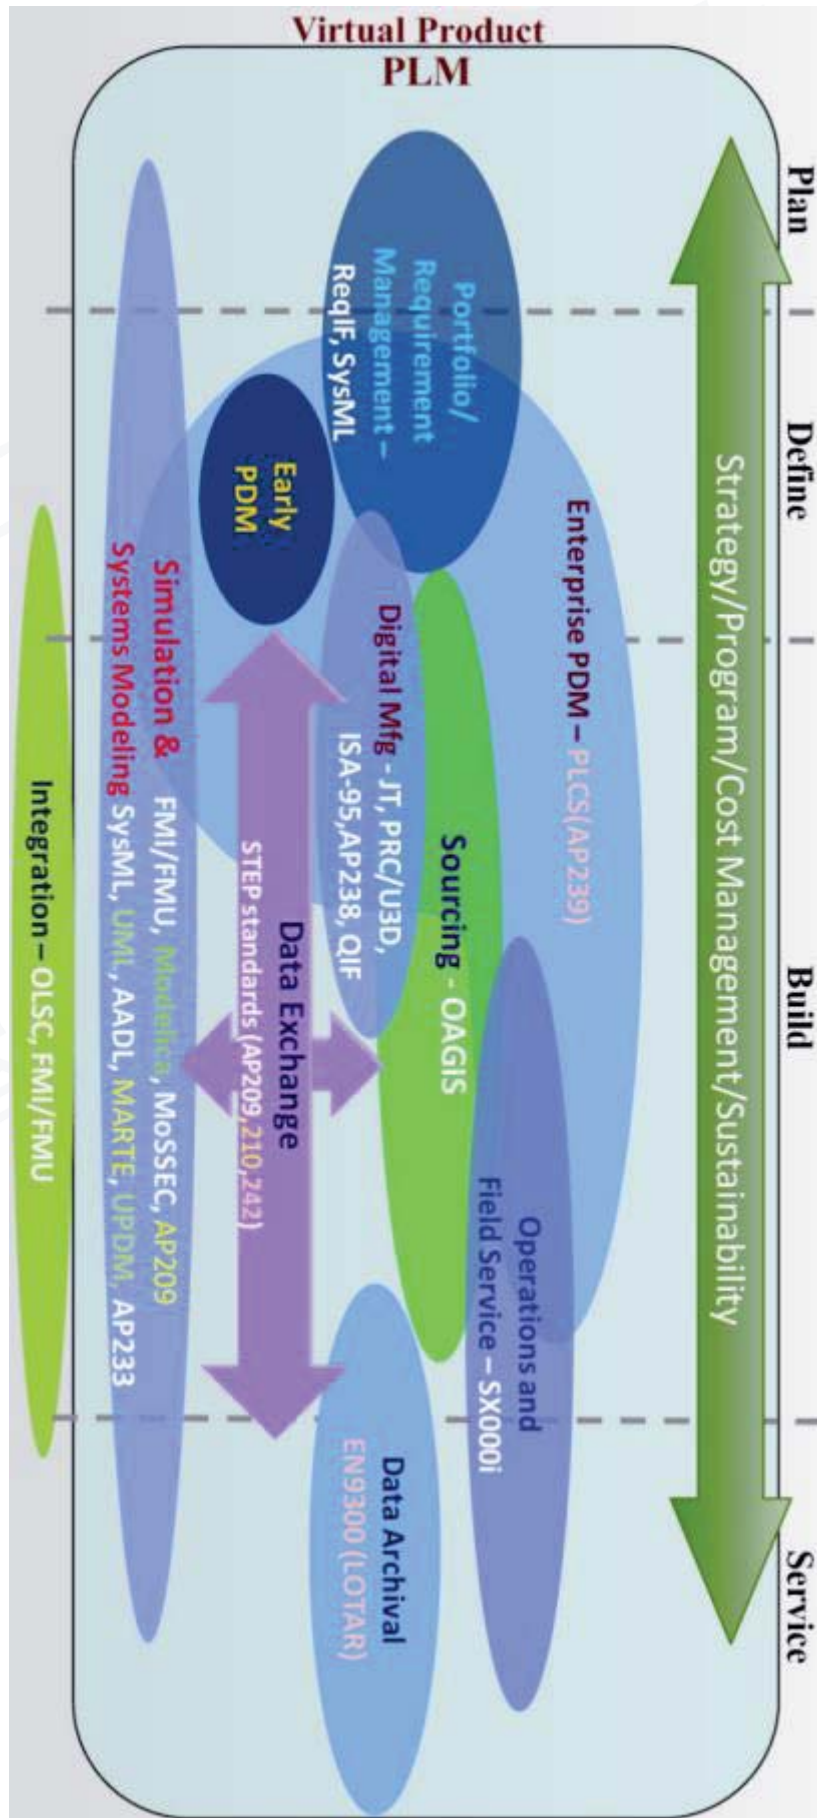 Virtual Product
PLM
Plan
Define
Build
Service
Strategy/Program/Cost Management/Sustainability
Portfolio/
Requirement
Management –
ReqIF, SysML
Enterprise PDM – PLCS(AP239)
Early
PDM
Digital Mfg - JT, PRC/U3D,
ISA-95,AP238, QIF
Sourcing - OAGIS
Operations and
Field Service – SX000i
Data Exchange
STEP standards (AP209,210,242)
Data Archival
EN9300 (LOTAR)
Simulation & FMI/FMU, Modelica, MoSSEC, AP209
Systems Modeling SysML, UML, AADL, MARTE, UPDM, AP233
Integration – OLSC, FMI/FMU